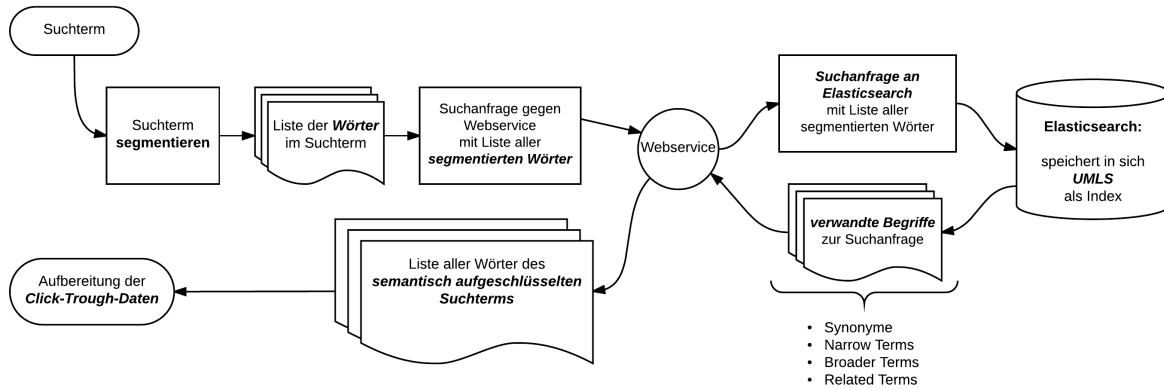 Suchterm
Suchterm
segmentieren
Liste der Wörter
im Suchterm
Suchanfrage gegen
Webservice
mit Liste aller
segmentierten Wörter
Webservice
Suchanfrage an
Elasticsearch
mit Liste aller
segmentierten Wörter
Elasticsearch:
speichert in sich
UMLS
als Index
verwandte Begriffe
zur Suchanfrage
• Synonyme
• Narrow Terms
• Broader Terms
• Related Terms
Liste aller Wörter des
semantisch aufgeschlüsselten
Suchterms
Aufbereitung der
Click-Trough-Daten